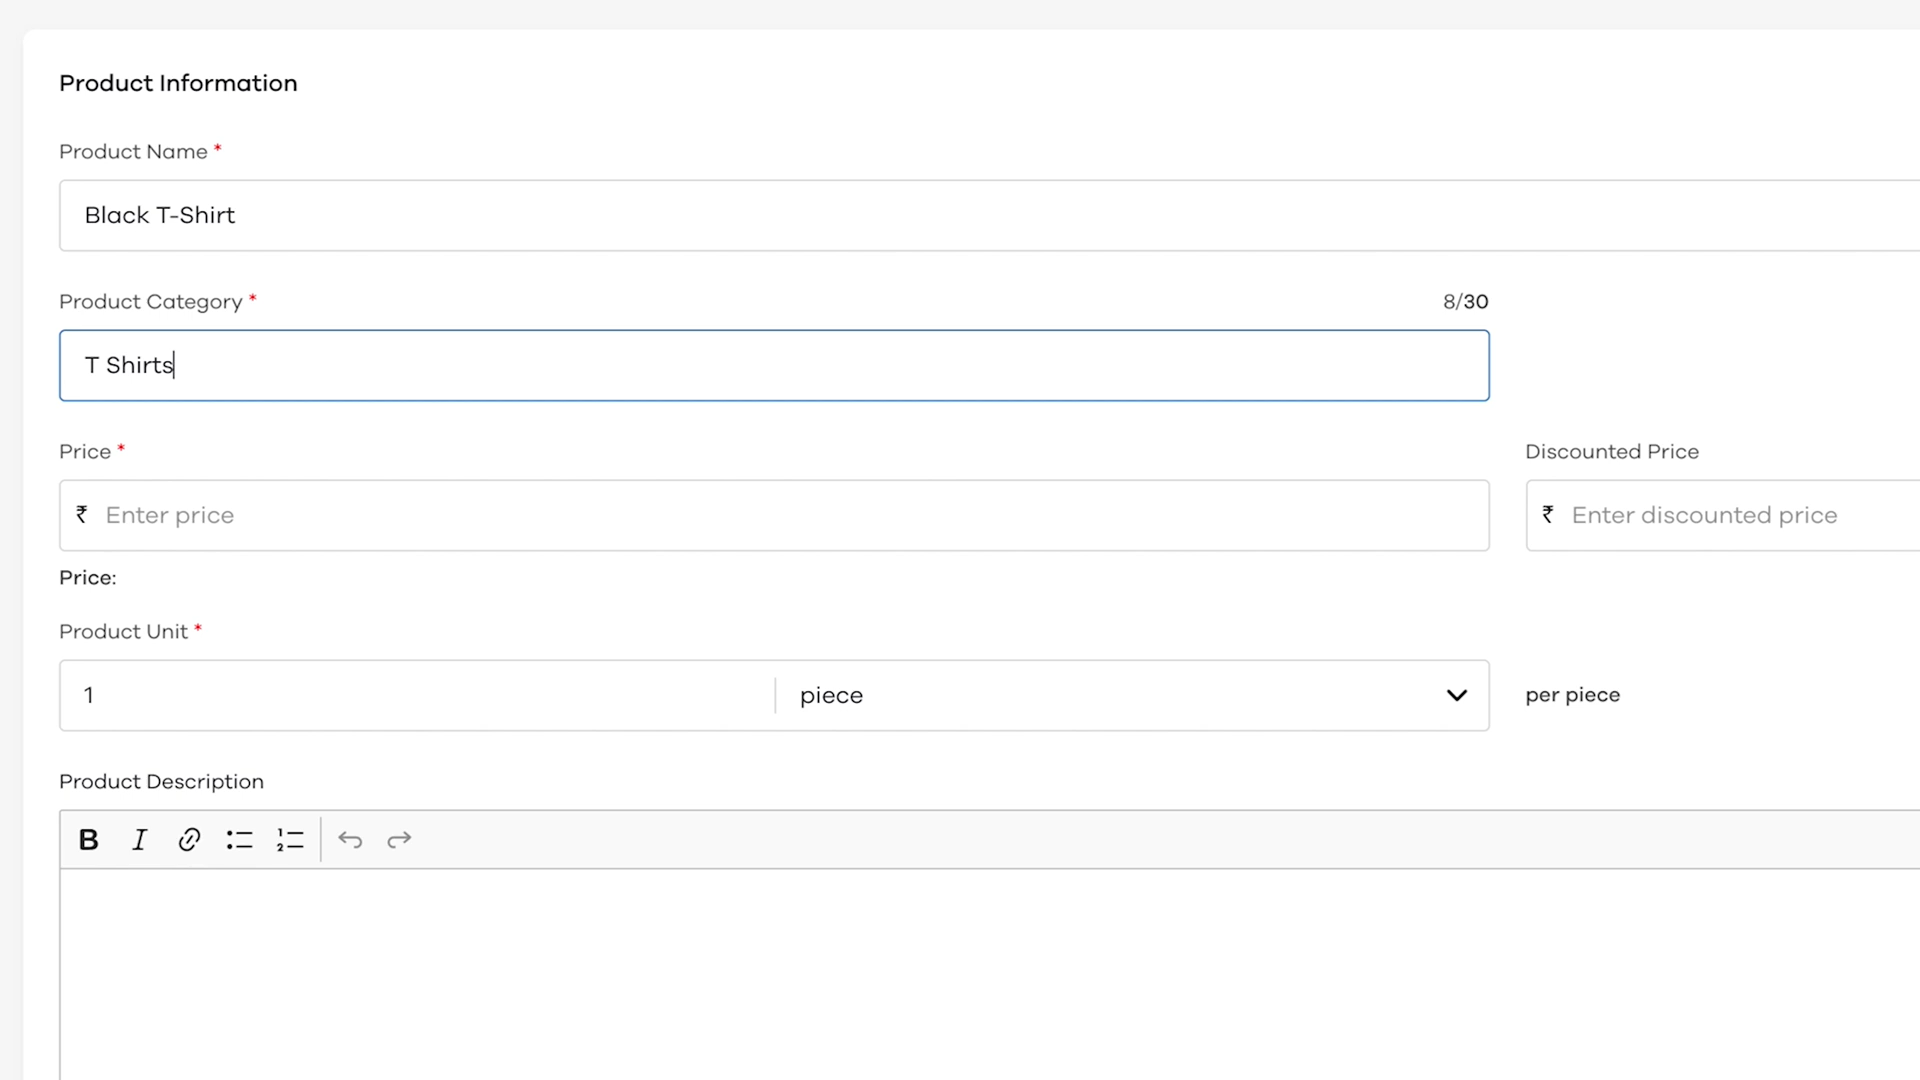 Product Information
Product Name *
Black T-Shirt
Product Category *
8/30
T Shirts
Price *
Discounted Price
₹ Enter price
₹ Enter discounted price
Price:
Product Unit *
1
piece
per piece
Product Description
B I